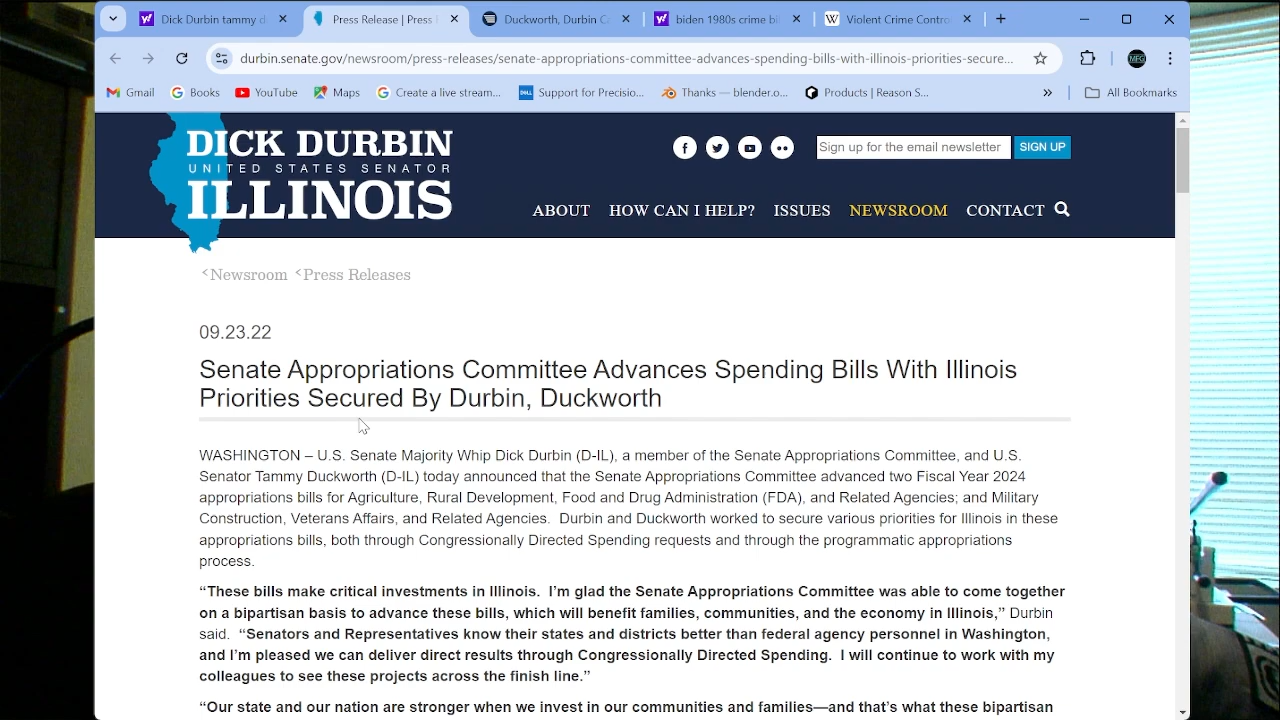 Dick Durbin tammy d
Press Release | Press
Duckworth, Durbin Co
biden 1980s crime bi
Violent Crime Contro
durbin.senate.gov/newsroom/press-releases/senate-appropriations-committee-advances-spending-bills-with-illinois-priorities-secure...
Gmail
Books
YouTube
Maps
Create a live stream...
DELL
Support for Precisio...
Thanks — blender.o...
Products | Reason S...
All Bookmarks
MFG
DICK DURBIN
UNITED STATES SENATOR
ILLINOIS
Sign up for the email newsletter
SIGN UP
ABOUT
HOW CAN I HELP?
ISSUES
NEWSROOM
CONTACT
Newsroom
Press Releases
09.23.22
Senate Appropriations Committee Advances Spending Bills With Illinois
Priorities Secured By Durbin, Duckworth
WASHINGTON – U.S. Senate Majority Whip Dick Durbin (D-IL), a member of the Senate Appropriations Committee, and U.S.
Senator Tammy Duckworth (D-IL) today announced the Senate Appropriations Committee advanced two Fiscal Year 2024
appropriations bills for Agriculture, Rural Development, Food and Drug Administration (FDA), and Related Agencies; and Military
Construction, Veterans Affairs, and Related Agencies. Durbin and Duckworth worked to secure various priorities for Illinois in these
appropriations bills, both through Congressionally Directed Spending requests and through the programmatic appropriations
process.
“These bills make critical investments in Illinois. I’m glad the Senate Appropriations Committee was able to come together
on a bipartisan basis to advance these bills, which will benefit families, communities, and the economy in Illinois,” Durbin
said. “Senators and Representatives know their states and districts better than federal agency personnel in Washington,
and I’m pleased we can deliver direct results through Congressionally Directed Spending. I will continue to work with my
colleagues to see these projects across the finish line.”
“Our state and our nation are stronger when we invest in our communities and families—and that’s what these bipartisan